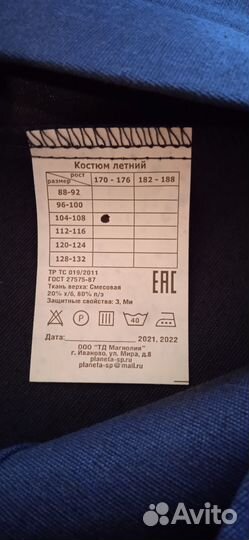 Костюм летний
размер рост 170 - 176 182 - 188
88-92
96-100
104-108
112-116
120-124
128-132
ТР ТС 019/2011
ГОСТ 27575-87
Ткань верха: Смесовая
20% х/б, 80% п/э
Защитные свойства: З, Ми
EAC
P 40
Дата: 2021, 2022
ООО "ТД Магнолия"
г. Иваново, ул. Мира, д.8
planeta-sp.ru
planeta-sp@mail.ru
Avito